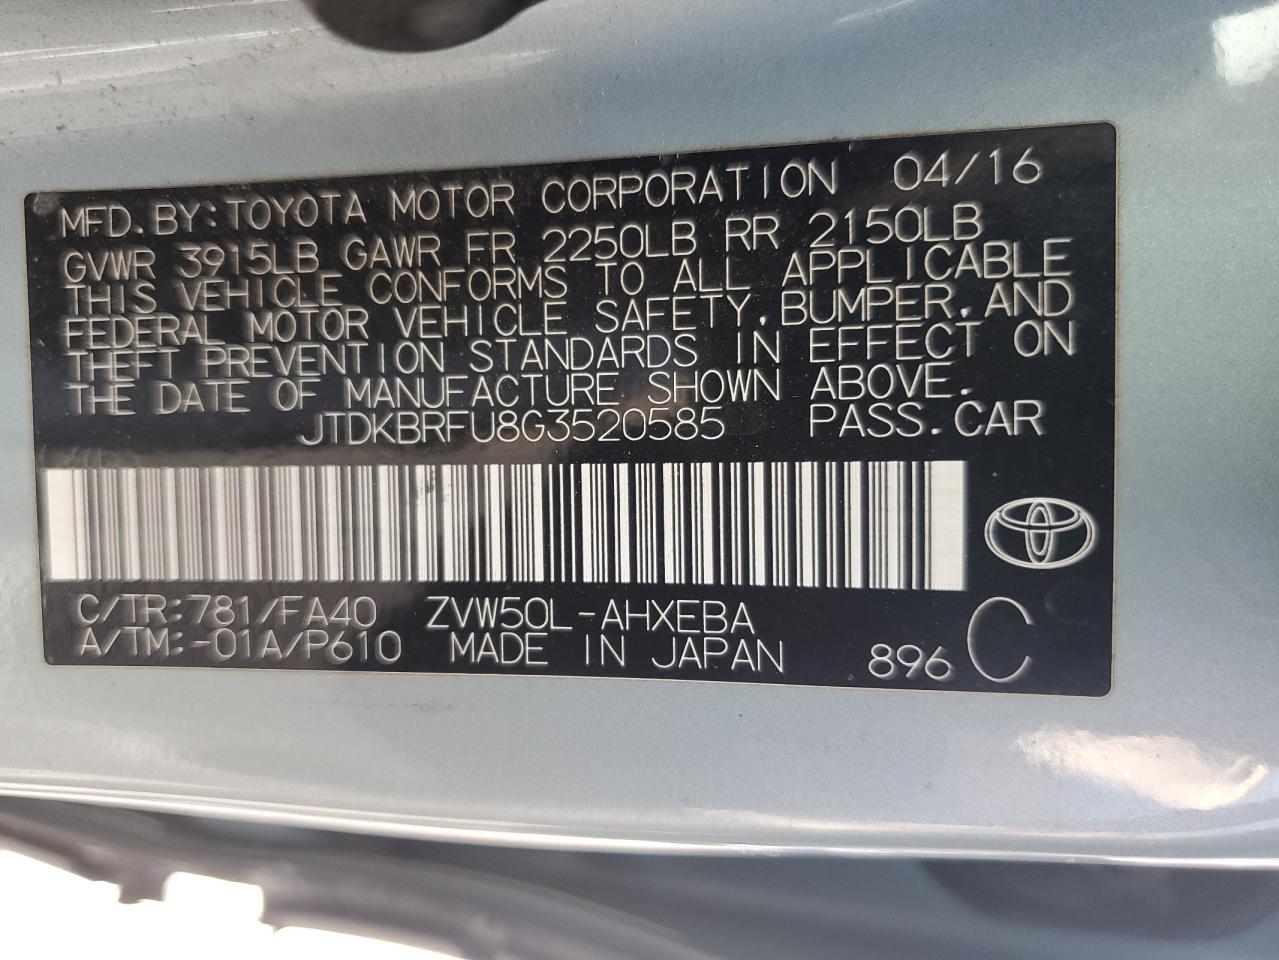 MFD.BY:TOYOTA MOTOR CORPORATION 04/16
GVWR 3915LB GAWR FR 2250LB RR 2150LB
THIS VEHICLE CONFORMS TO ALL APPLICABLE
FEDERAL MOTOR VEHICLE SAFETY,BUMPER,AND
THEFT PREVENTION STANDARDS IN EFFECT ON
THE DATE OF MANUFACTURE SHOWN ABOVE.
JTDKBRFU8G3520585 PASS.CAR
C/TR:781/FA40 ZVW50L-AHXEBA
A/TM:-01A/P610 MADE IN JAPAN 896 C